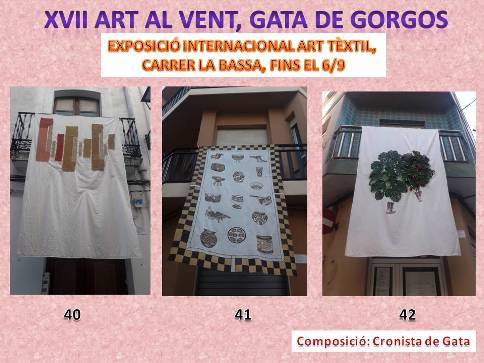 XVII ART AL VENT, GATA DE GORGOS
EXPOSICIÓ INTERNACIONAL ART TÈXTIL,
CARRER LA BASSA, FINS EL 6/9
40 41 42
Composició: Cronista de Gata